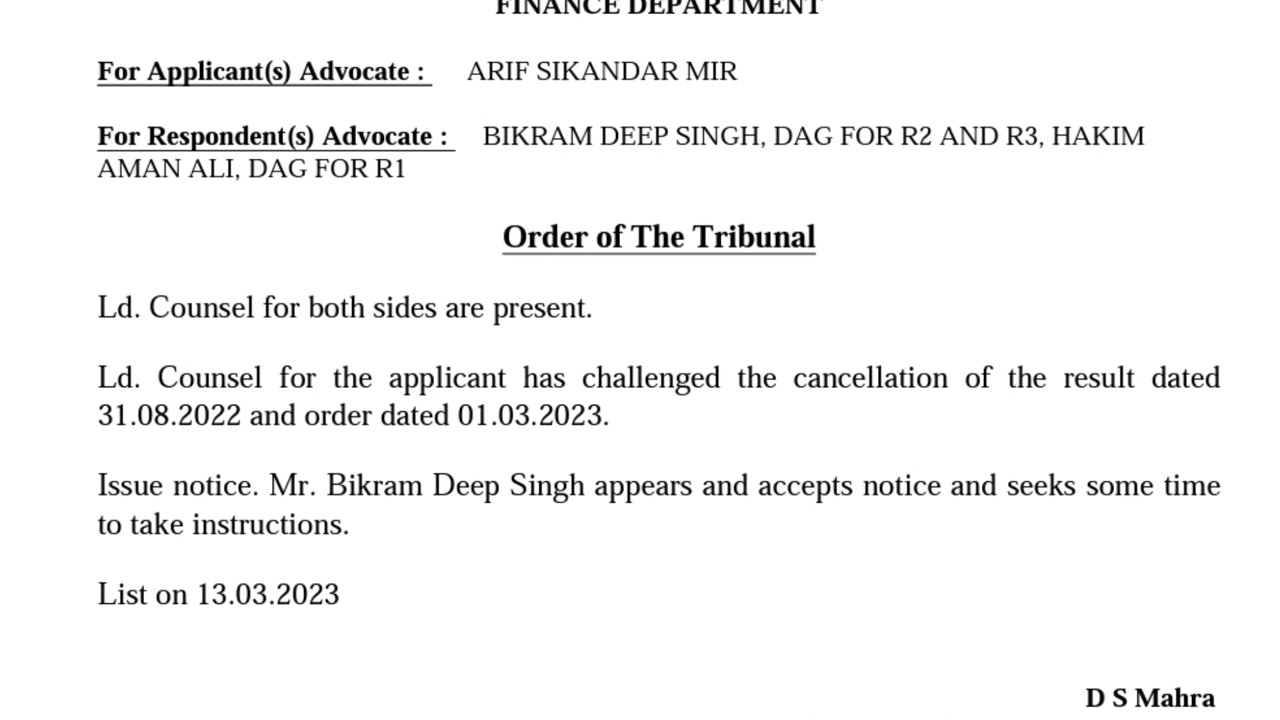 FINANCE DEPARTMENT
For Applicant(s) Advocate : ARIF SIKANDAR MIR
For Respondent(s) Advocate : BIKRAM DEEP SINGH, DAG FOR R2 AND R3, HAKIM
AMAN ALI, DAG FOR R1
Order of The Tribunal
Ld. Counsel for both sides are present.
Ld. Counsel for the applicant has challenged the cancellation of the result dated
31.08.2022 and order dated 01.03.2023.
Issue notice. Mr. Bikram Deep Singh appears and accepts notice and seeks some time
to take instructions.
List on 13.03.2023
D S Mahra